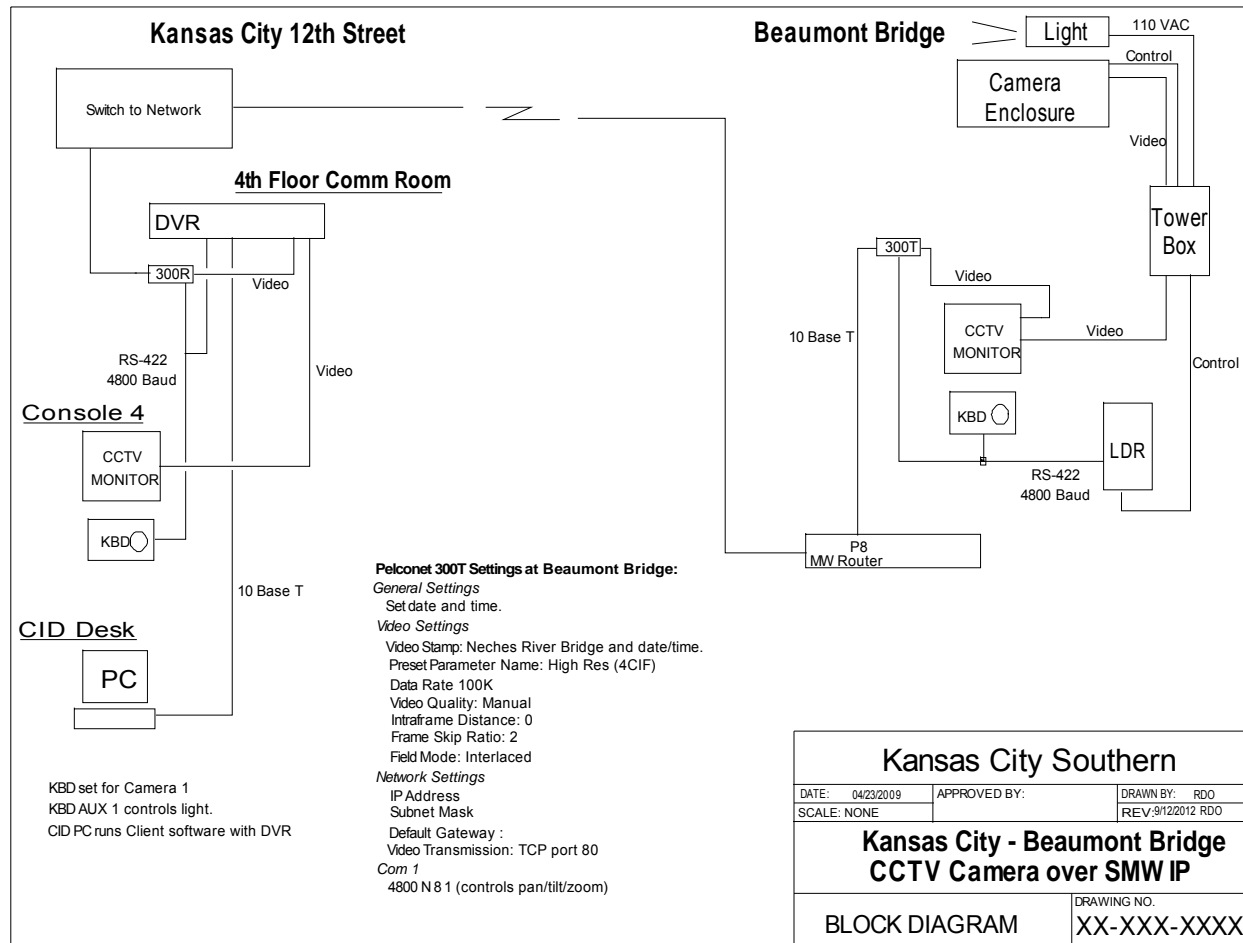 Kansas City 12th Street
Switch to Network
4th Floor Comm Room
DVR
300R
Video
RS-422
4800 Baud
Video
Console 4
CCTV
MONITOR
KBD
10 Base T
CID Desk
PC
KBD set for Camera 1
KBD AUX 1 controls light.
CID PC runs Client software with DVR
Beaumont Bridge
Light
110 VAC
Control
Camera
Enclosure
Video
Tower
Box
300T
Video
10 Base T
CCTV
MONITOR
Video
Control
KBD
LDR
RS-422
4800 Baud
P8
MW Router
Pelconet 300T Settings at Beaumont Bridge:
General Settings
Set date and time.
Video Settings
Video Stamp: Neches River Bridge and date/time.
Preset Parameter Name: High Res (4CIF)
Data Rate 100K
Video Quality: Manual
Intraframe Distance: 0
Frame Skip Ratio: 2
Field Mode: Interlaced
Network Settings
IP Address
Subnet Mask
Default Gateway :
Video Transmission: TCP port 80
Com 1
4800 N 8 1 (controls pan/tilt/zoom)
Kansas City Southern
DATE: 04/23/2009
APPROVED BY:
DRAWN BY: RDO
SCALE: NONE
REV: 9/12/2012 RDO
Kansas City - Beaumont Bridge
CCTV Camera over SMW IP
BLOCK DIAGRAM
DRAWING NO.
XX-XXX-XXXX